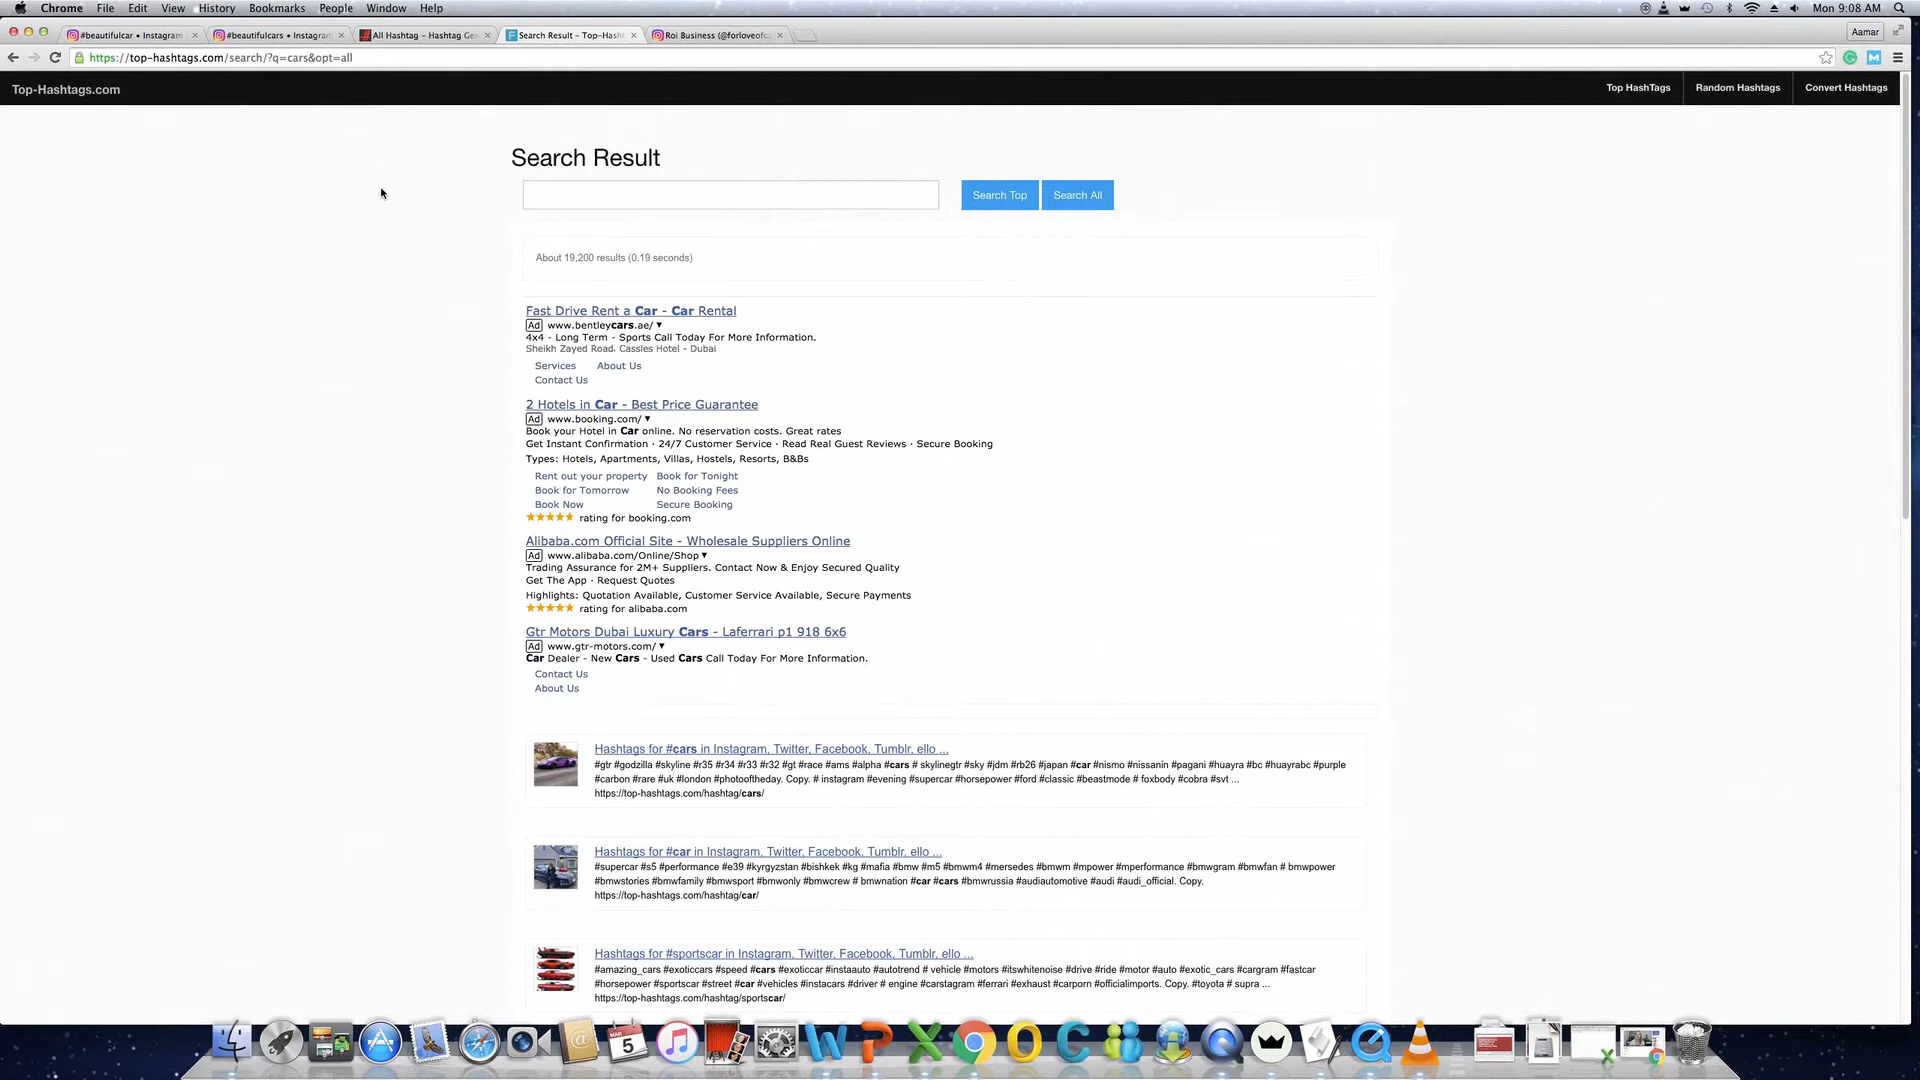 Chrome File Edit View History Bookmarks People Window Help Mon 9:08 AM
#beautifulcar • Instagram #beautifulcars • Instagram All Hashtag - Hashtag Gen Search Result - Top-Hasht Roi Business (@forloveofc Aamar
https://top-hashtags.com/search/?q=cars&opt=all
Top-Hashtags.com Top HashTags Random Hashtags Convert Hashtags
Search Result
Search Top Search All
About 19,200 results (0.19 seconds)
Fast Drive Rent a Car - Car Rental
Ad www.bentleycars.ae/
4x4 - Long Term - Sports Call Today For More Information.
Sheikh Zayed Road, Cassles Hotel - Dubai
Services About Us
Contact Us
2 Hotels in Car - Best Price Guarantee
Ad www.booking.com/
Book your Hotel in Car online. No reservation costs. Great rates
Get Instant Confirmation · 24/7 Customer Service · Read Real Guest Reviews · Secure Booking
Types: Hotels, Apartments, Villas, Hostels, Resorts, B&Bs
Rent out your property Book for Tonight
Book for Tomorrow No Booking Fees
Book Now Secure Booking
rating for booking.com
Alibaba.com Official Site - Wholesale Suppliers Online
Ad www.alibaba.com/Online/Shop
Trading Assurance for 2M+ Suppliers. Contact Now & Enjoy Secured Quality
Get The App · Request Quotes
Highlights: Quotation Available, Customer Service Available, Secure Payments
rating for alibaba.com
Gtr Motors Dubai Luxury Cars - Laferrari p1 918 6x6
Ad www.gtr-motors.com/
Car Dealer - New Cars - Used Cars Call Today For More Information.
Contact Us
About Us
Hashtags for #cars in Instagram, Twitter, Facebook, Tumblr, ello ...
#gtr #godzilla #skyline #r35 #r34 #r33 #r32 #gt #race #ams #alpha #cars # skylinegtr #sky #jdm #rb26 #japan #car #nismo #nissanin #pagani #huayra #bc #huayrabc #purple
#carbon #rare #uk #london #photooftheday. Copy. # instagram #evening #supercar #horsepower #ford #classic #beastmode # foxbody #cobra #svt ...
https://top-hashtags.com/hashtag/cars/
Hashtags for #car in Instagram, Twitter, Facebook, Tumblr, ello ...
#supercar #s5 #performance #e39 #kyrgyzstan #bishkek #kg #mafia #bmw #m5 #bmwm4 #mersedes #bmwm #mpower #mperformance #bmwgram #bmwfan # bmwpower
#bmwstories #bmwfamily #bmwsport #bmwonly #bmwcrew # bmwnation #car #cars #bmwrussia #audiautomotive #audi #audi_official. Copy.
https://top-hashtags.com/hashtag/car/
Hashtags for #sportscar in Instagram, Twitter, Facebook, Tumblr, ello ...
#amazing_cars #exoticcars #speed #cars #exoticcar #instaauto #autotrend # vehicle #motors #itswhitenoise #drive #ride #motor #auto #exotic_cars #cargram #fastcar
#horsepower #sportscar #street #car #vehicles #instacars #driver # engine #carstagram #ferrari #exhaust #carporn #officialimports. Copy. #toyota # supra ...
https://top-hashtags.com/hashtag/sportscar/
MAR
5